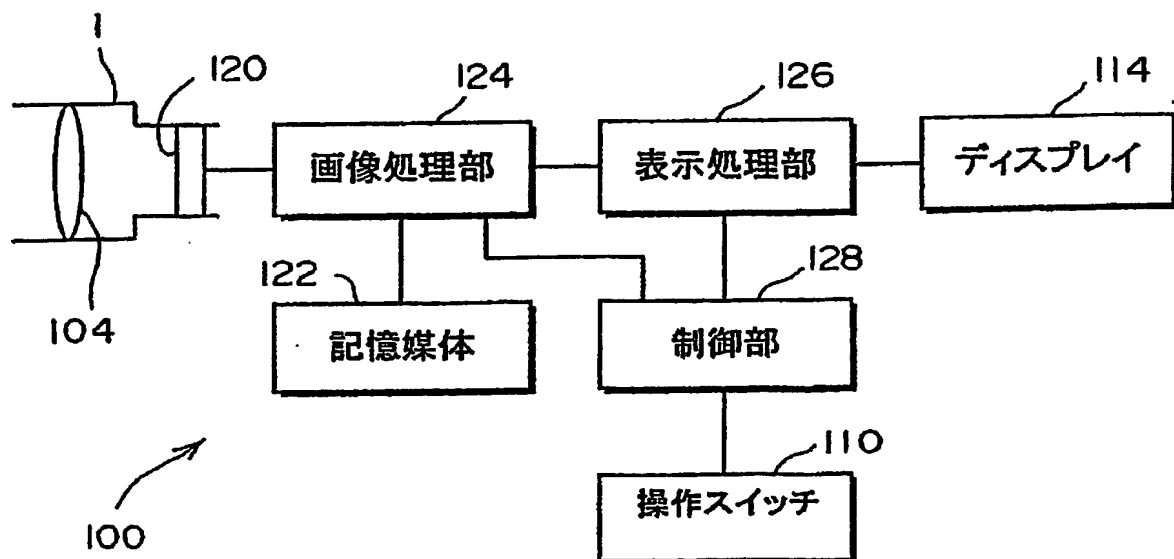 1
120
124
126
114
画像処理部
表示処理部
ディスプレイ
104
122
128
記憶媒体
制御部
110
操作スイッチ
100